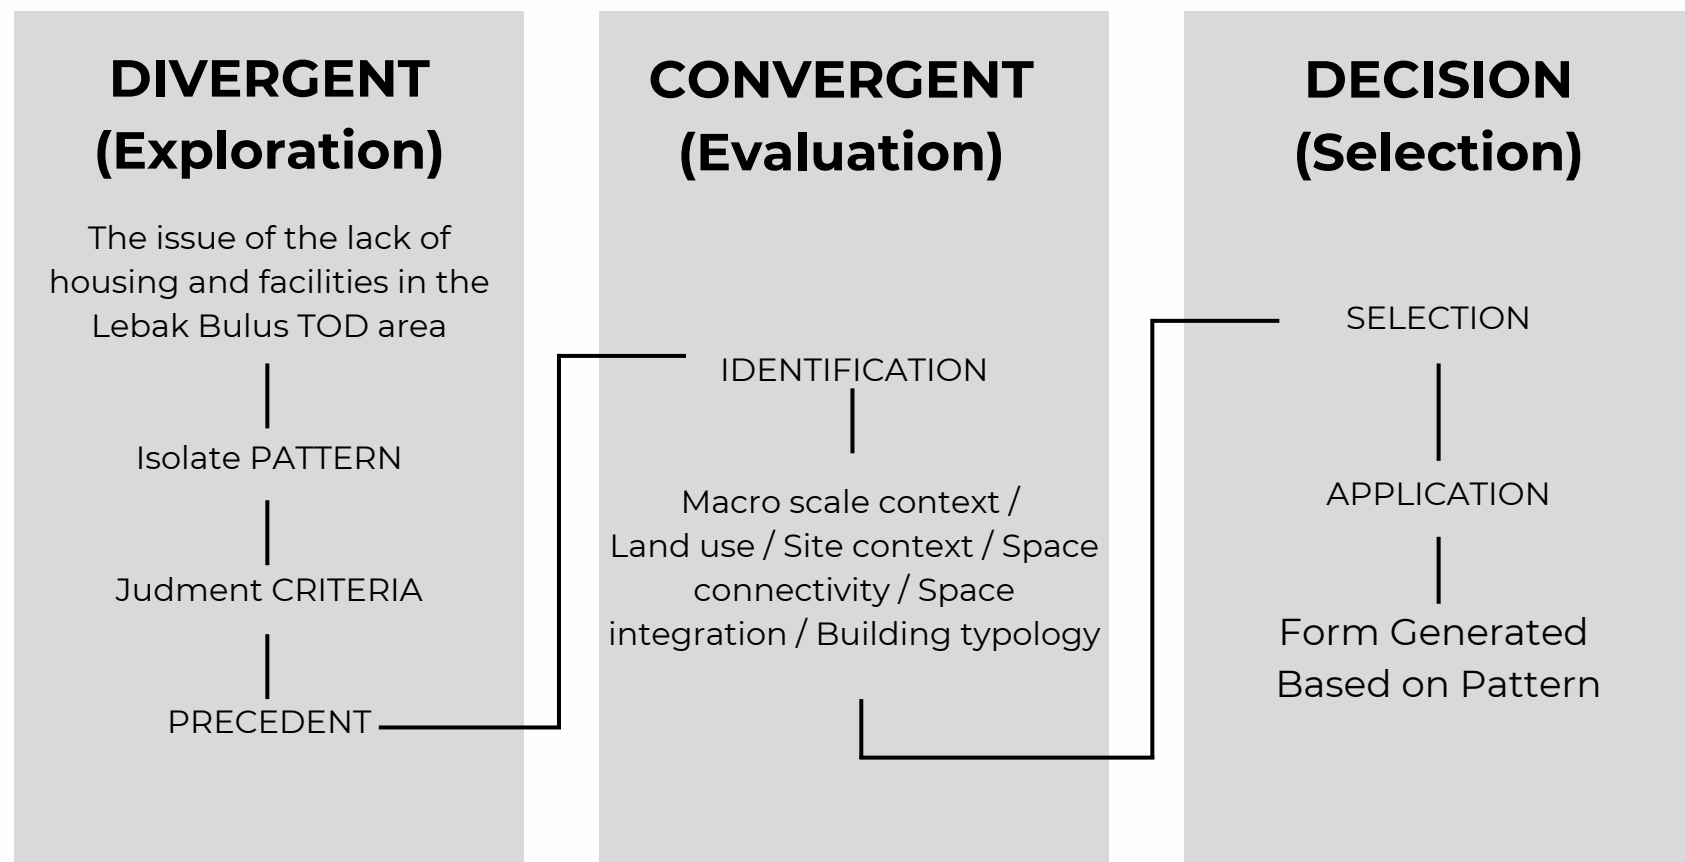 DIVERGENT
(Exploration)
The issue of the lack of
housing and facilities in the
Lebak Bulus TOD area
Isolate PATTERN
Judment CRITERIA
PRECEDENT
CONVERGENT
(Evaluation)
IDENTIFICATION
Macro scale context /
Land use / Site context / Space
connectivity / Space
integration / Building typology
DECISION
(Selection)
SELECTION
APPLICATION
Form Generated
Based on Pattern